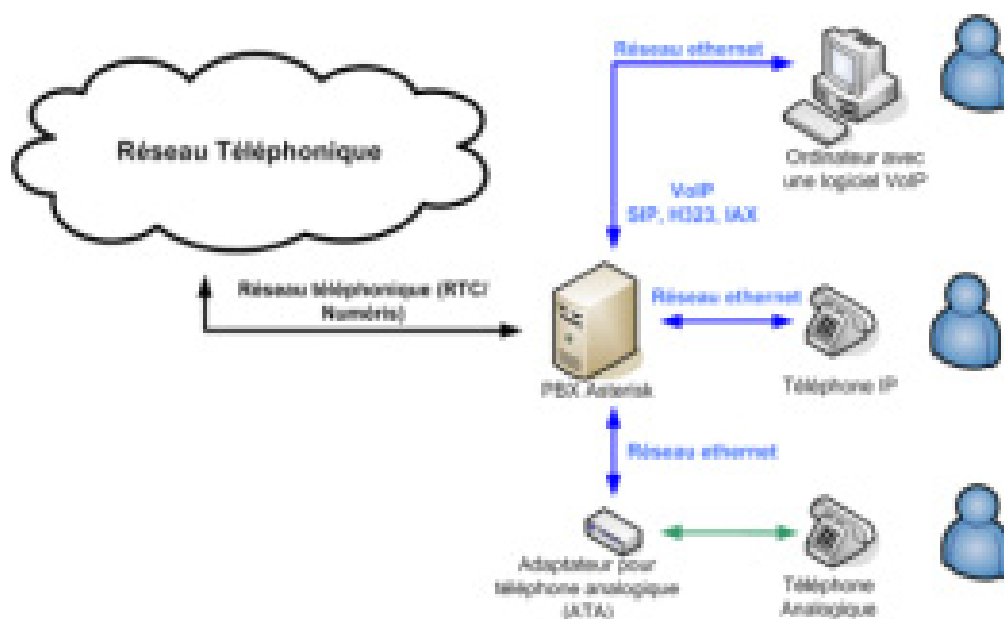 Réseau ethernet
Réseau Téléphonique
Ordinateur avec
une logiciel VoIP
VoIP
SIP, H323, IAX
Réseau téléphonique (RTC/
Numéris)
Réseau ethernet
PBX Asterisk
Téléphone IP
Réseau ethernet
Adaptateur pour
téléphone analogique
(ATA)
Téléphone
Analogique